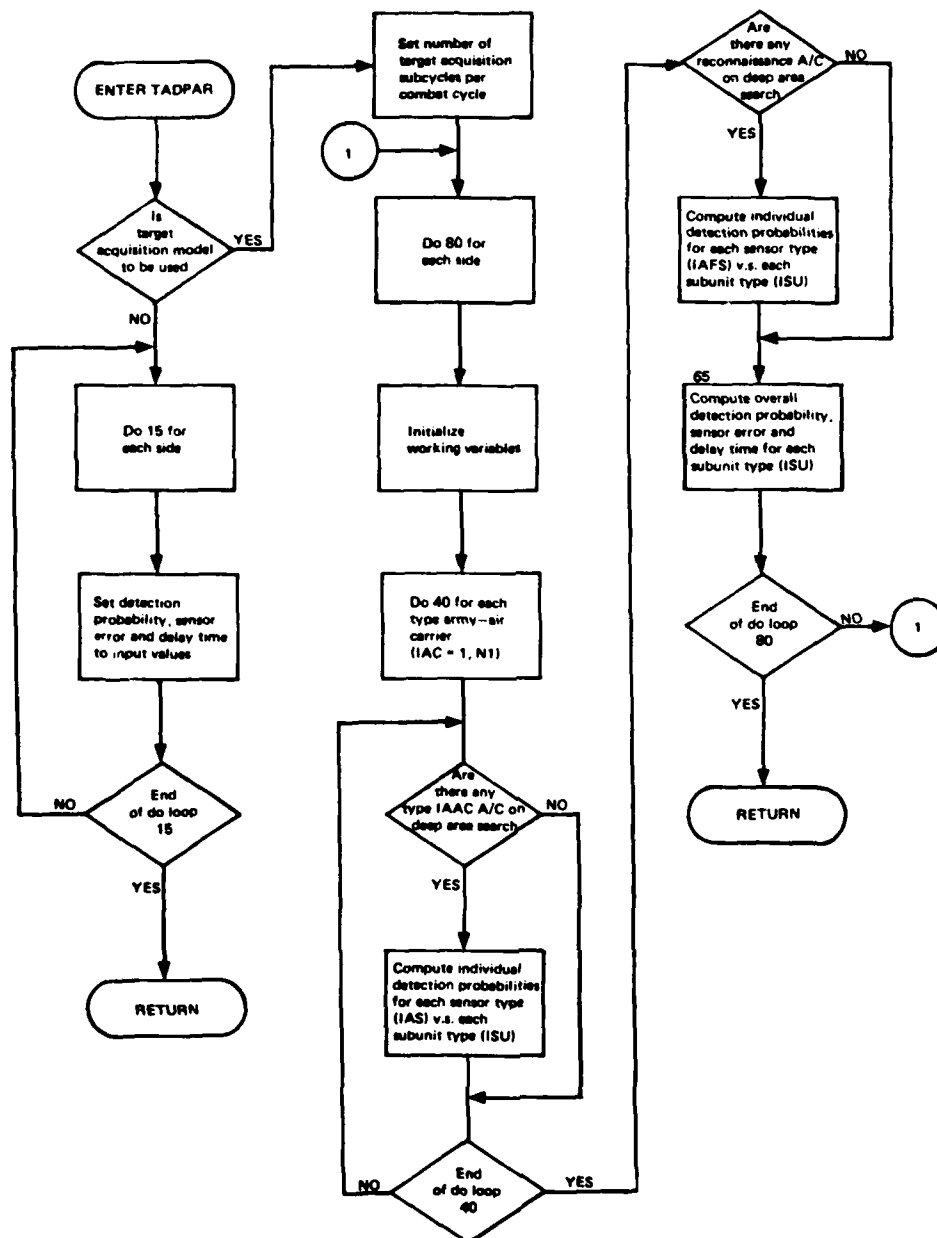 ENTER TADPAR
Is
target
acquisition model
to be used
YES
NO
Do 15 for
each side
Set detection
probability, sensor
error and delay time
to input values
End
of do loop
15
NO
YES
RETURN
Set number of
target acquisition
subcycles per
combat cycle
1
Do 80 for
each side
Initialize
working variables
Do 40 for each
type army-air
carrier
(IAC = 1, N1)
Are
there any
type IAAC A/C on
deep area search
NO
YES
Compute individual
detection probabilities
for each sensor type
(IAS) v.s. each
subunit type (ISU)
End
of do loop
40
NO
YES
Are
there any
reconnaissance A/C
on deep area
search
NO
YES
Compute individual
detection probabilities
for each sensor type
(IAFS) v.s. each
subunit type (ISU)
65
Compute overall
detection probability,
sensor error and
delay time for each
subunit type (ISU)
End
of do loop
80
NO
1
YES
RETURN